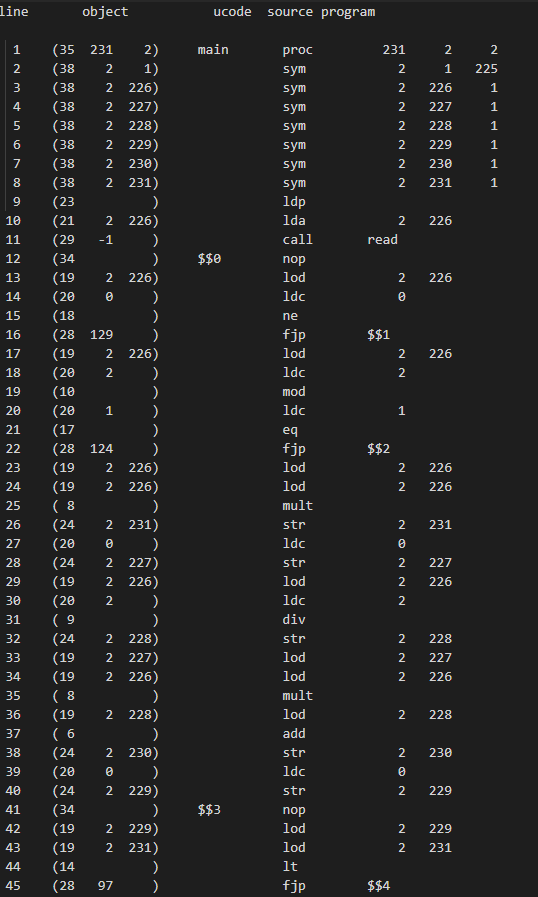 line object ucode source program
1 (35 231 2) main proc 231 2 2
2 (38 2 1) sym 2 1 225
3 (38 2 226) sym 2 226 1
4 (38 2 227) sym 2 227 1
5 (38 2 228) sym 2 228 1
6 (38 2 229) sym 2 229 1
7 (38 2 230) sym 2 230 1
8 (38 2 231) sym 2 231 1
9 (23 ) ldp
10 (21 2 226) lda 2 226
11 (29 -1 ) call read
12 (34 ) $$0 nop
13 (19 2 226) lod 2 226
14 (20 0 ) ldc 0
15 (18 ) ne
16 (28 129 ) fjp $$1
17 (19 2 226) lod 2 226
18 (20 2 ) ldc 2
19 (10 ) mod
20 (20 1 ) ldc 1
21 (17 ) eq
22 (28 124 ) fjp $$2
23 (19 2 226) lod 2 226
24 (19 2 226) lod 2 226
25 ( 8 ) mult
26 (24 2 231) str 2 231
27 (20 0 ) ldc 0
28 (24 2 227) str 2 227
29 (19 2 226) lod 2 226
30 (20 2 ) ldc 2
31 ( 9 ) div
32 (24 2 228) str 2 228
33 (19 2 227) lod 2 227
34 (19 2 226) lod 2 226
35 ( 8 ) mult
36 (19 2 228) lod 2 228
37 ( 6 ) add
38 (24 2 230) str 2 230
39 (20 0 ) ldc 0
40 (24 2 229) str 2 229
41 (34 ) $$3 nop
42 (19 2 229) lod 2 229
43 (19 2 231) lod 2 231
44 (14 ) lt
45 (28 97 ) fjp $$4